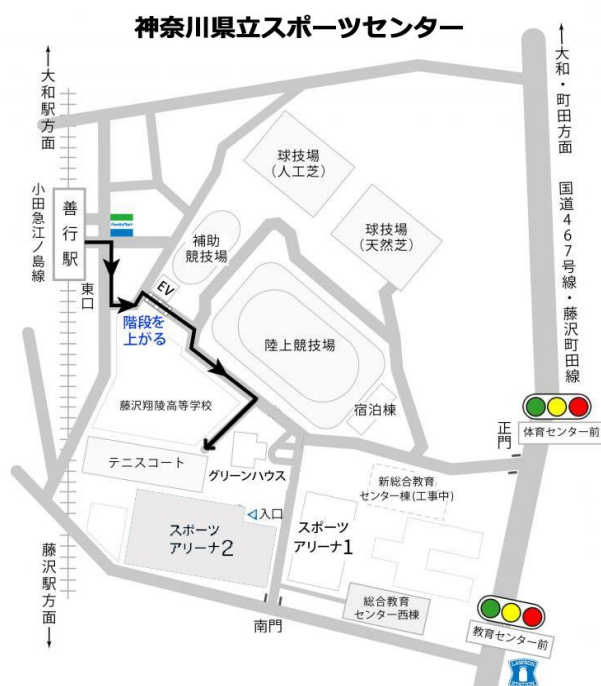 神奈川県立スポーツセンター
←大和駅方面
←大和・町田方面
国道467号線・藤沢町田線
小田急江ノ島線
善行駅
東口
FamilyMart
球技場
(人工芝)
球技場
(天然芝)
補助
競技場
EV
階段を
上がる
陸上競技場
宿泊棟
藤沢翔陵高等学校
正門
体育センター前
テニスコート
グリーンハウス
新総合教育
センター棟(工事中)
入口
スポーツ
アリーナ2
スポーツ
アリーナ1
総合教育
センター西棟
藤沢駅方面→
南門
教育センター前
LAWSON
STATION